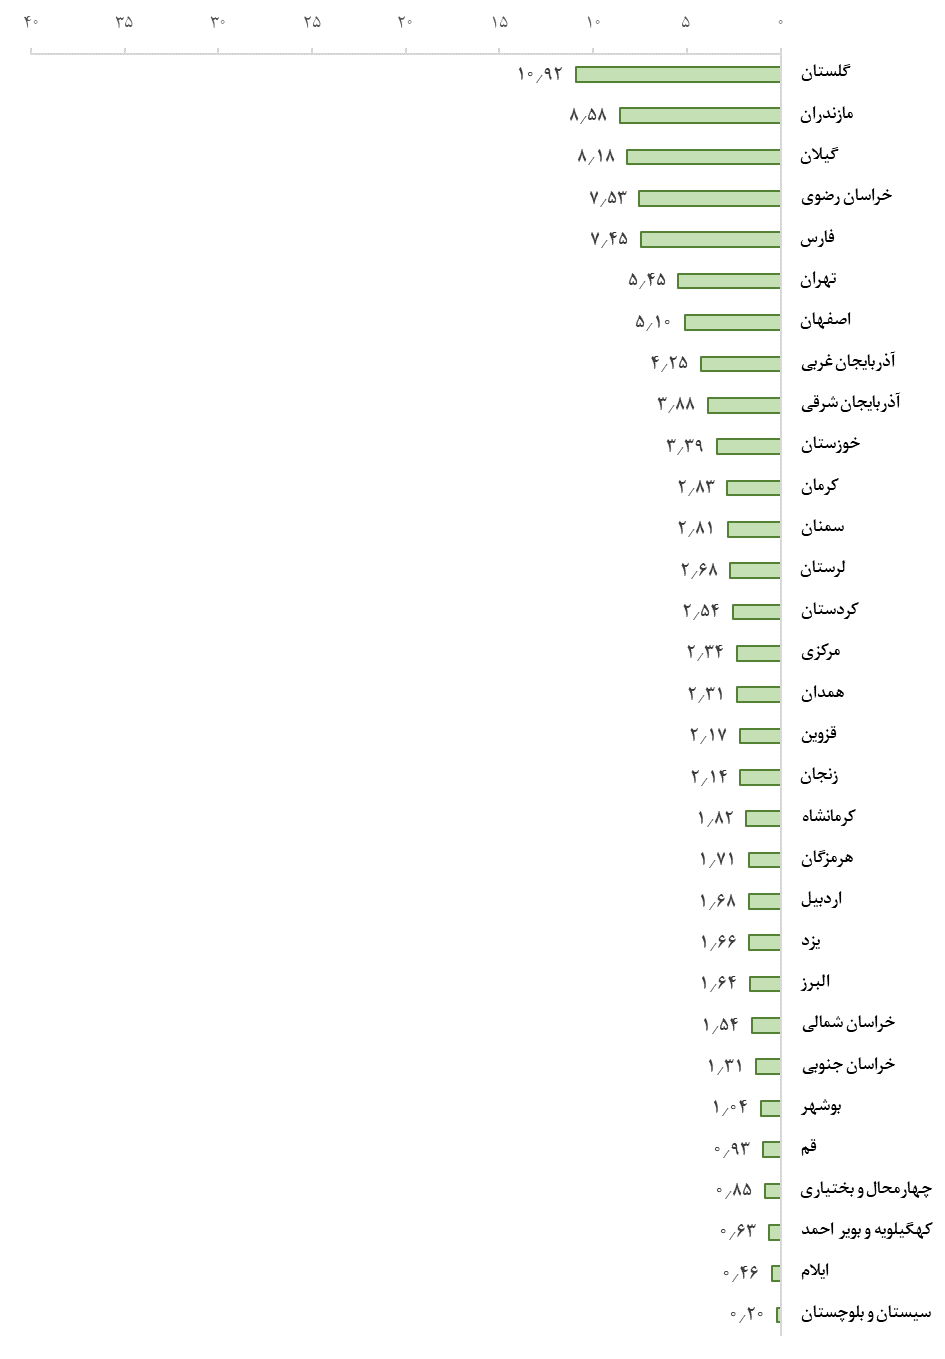 ۰ ۵ ۱۰ ۱۵ ۲۰ ۲۵ ۳۰ ۳۵ ۴۰
گلستان ۱۰٫۹۲
مازندران ۸٫۵۸
گیلان ۸٫۱۸
خراسان رضوی ۷٫۵۳
فارس ۷٫۴۵
تهران ۵٫۴۵
اصفهان ۵٫۱۰
آذربایجان غربی ۴٫۲۵
آذربایجان شرقی ۳٫۸۸
خوزستان ۳٫۳۹
کرمان ۲٫۸۳
سمنان ۲٫۸۱
لرستان ۲٫۶۸
کردستان ۲٫۵۴
مرکزی ۲٫۳۴
همدان ۲٫۳۱
قزوین ۲٫۱۷
زنجان ۲٫۱۴
کرمانشاه ۱٫۸۲
هرمزگان ۱٫۷۱
اردبیل ۱٫۶۸
یزد ۱٫۶۶
البرز ۱٫۶۴
خراسان شمالی ۱٫۵۴
خراسان جنوبی ۱٫۳۱
بوشهر ۱٫۰۴
قم ۰٫۹۳
چهارمحال و بختیاری ۰٫۸۵
کهگیلویه و بویر احمد ۰٫۶۳
ایلام ۰٫۴۶
سیستان و بلوچستان ۰٫۲۰